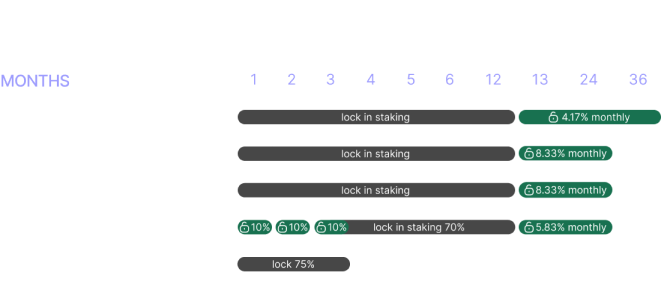 MONTHS 1 2 3 4 5 6 12 13 24 36
lock in staking 4.17% monthly
lock in staking 8.33% monthly
lock in staking 8.33% monthly
10% 10% 10% lock in staking 70% 5.83% monthly
lock 75%